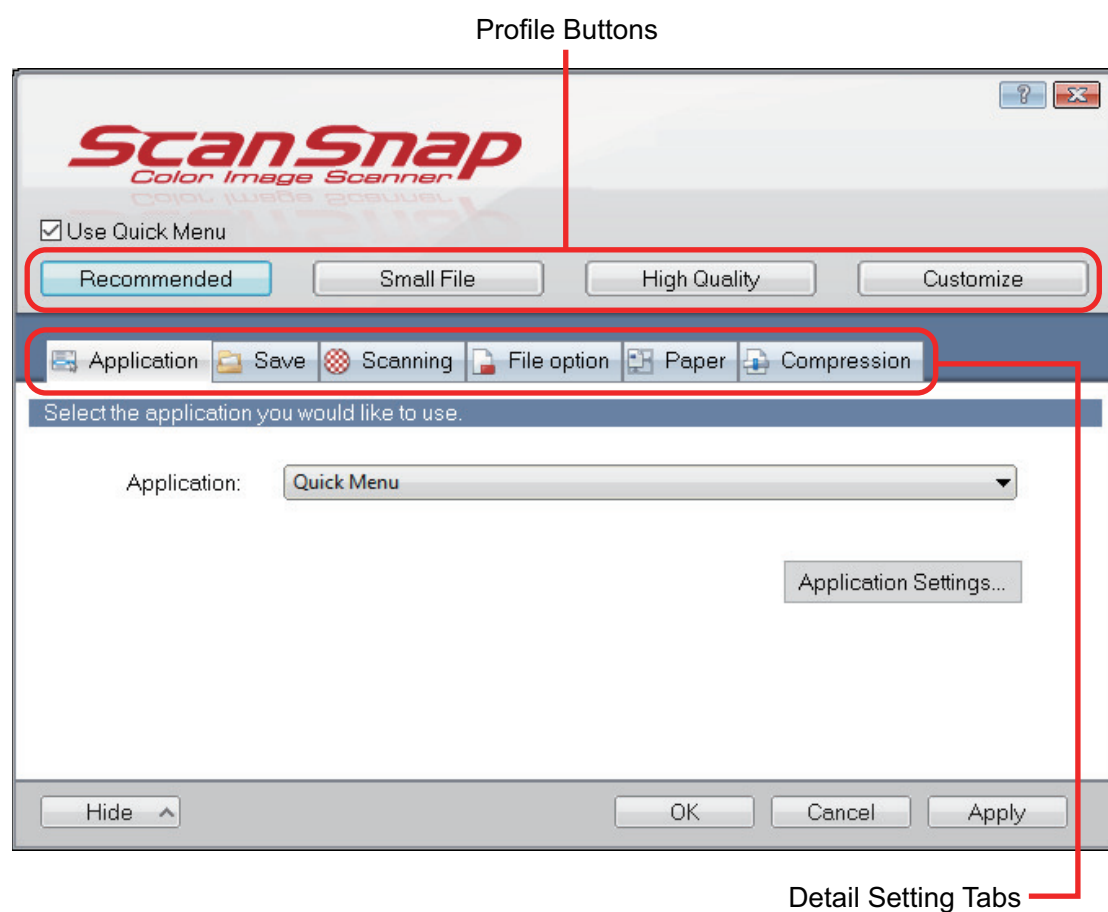 Profile Buttons
ScanSnap
Color Image Scanner
Use Quick Menu
Recommended Small File High Quality Customize
Application Save Scanning File option Paper Compression
Select the application you would like to use.
Application: Quick Menu
Application Settings...
Hide OK Cancel Apply
Detail Setting Tabs